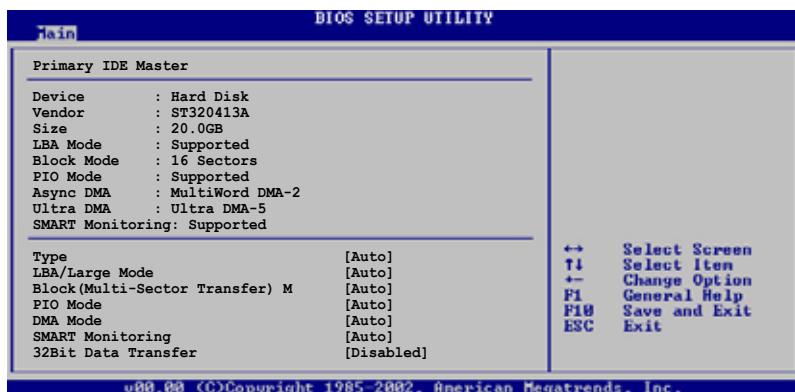 BIOS SETUP UTILITY
Main
Primary IDE Master
Device : Hard Disk
Vendor : ST320413A
Size : 20.0GB
LBA Mode : Supported
Block Mode : 16 Sectors
PIO Mode : Supported
Async DMA : MultiWord DMA-2
Ultra DMA : Ultra DMA-5
SMART Monitoring: Supported
Type [Auto]
LBA/Large Mode [Auto]
Block(Multi-Sector Transfer) M [Auto]
PIO Mode [Auto]
DMA Mode [Auto]
SMART Monitoring [Auto]
32Bit Data Transfer [Disabled]
←→ Select Screen
↑↓ Select Item
+- Change Option
F1 General Help
F10 Save and Exit
ESC Exit
v00.00 (C)Copyright 1985-2002, American Megatrends, Inc.